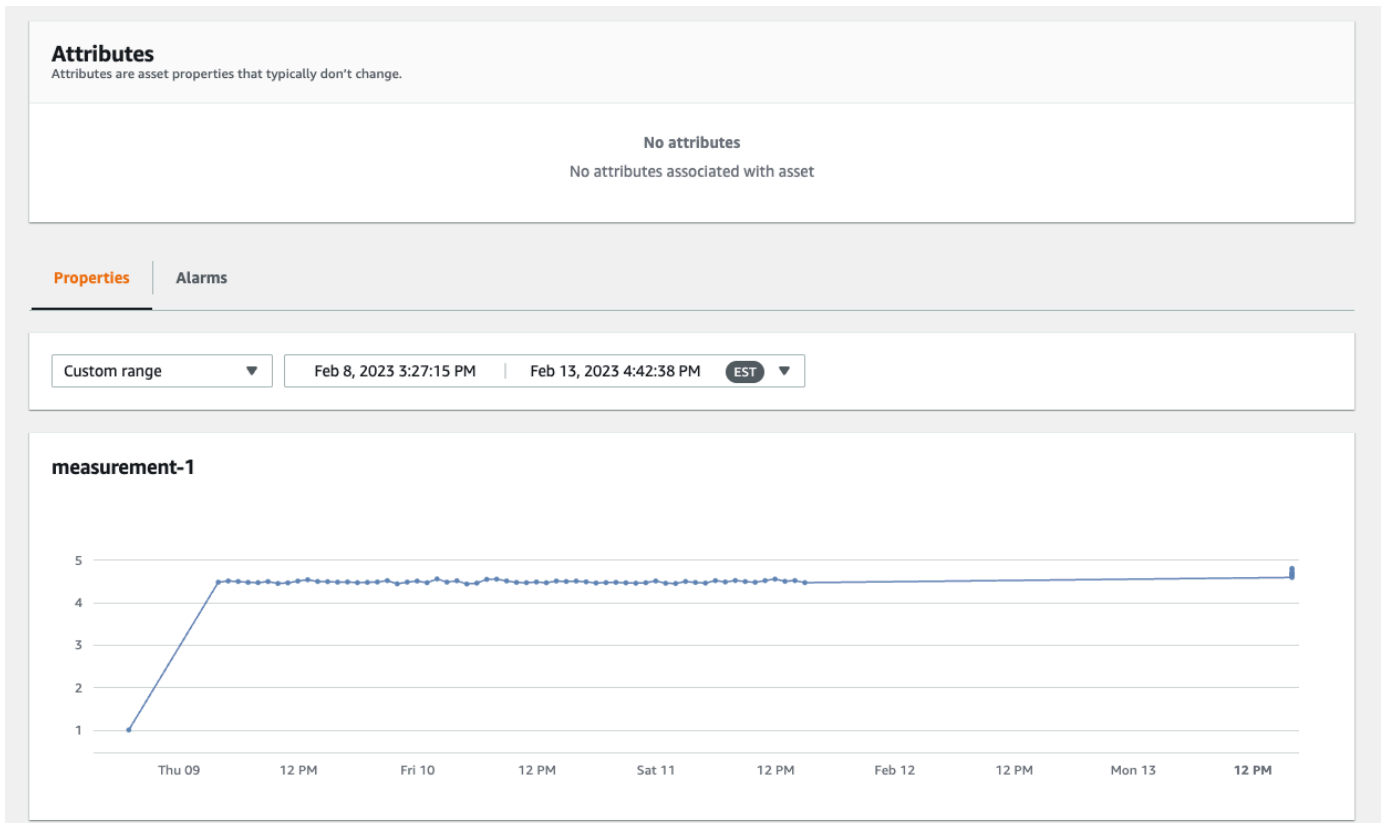 Attributes
Attributes are asset properties that typically don't change.
No attributes
No attributes associated with asset
Properties Alarms
Custom range Feb 8, 2023 3:27:15 PM Feb 13, 2023 4:42:38 PM EST
measurement-1
5
4
3
2
1
Thu 09 12 PM Fri 10 12 PM Sat 11 12 PM Feb 12 12 PM Mon 13 12 PM